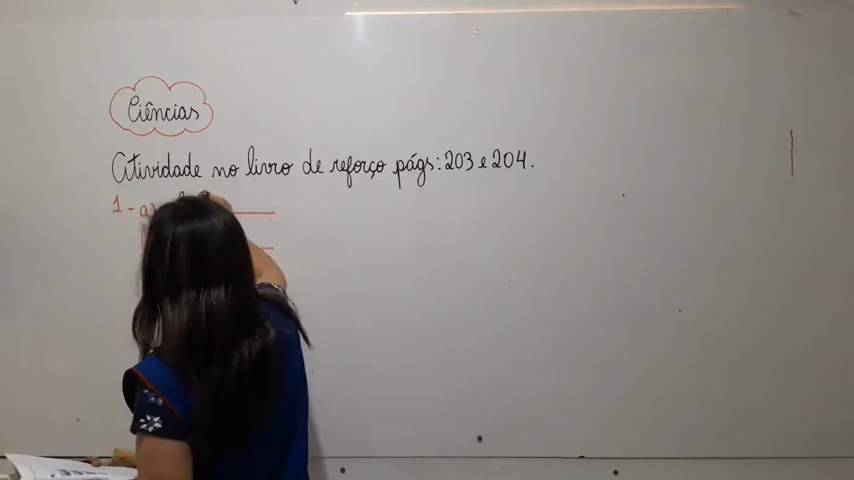 Ciências
Atividade no livro de reforço págs: 203 e 204.
1 - a)